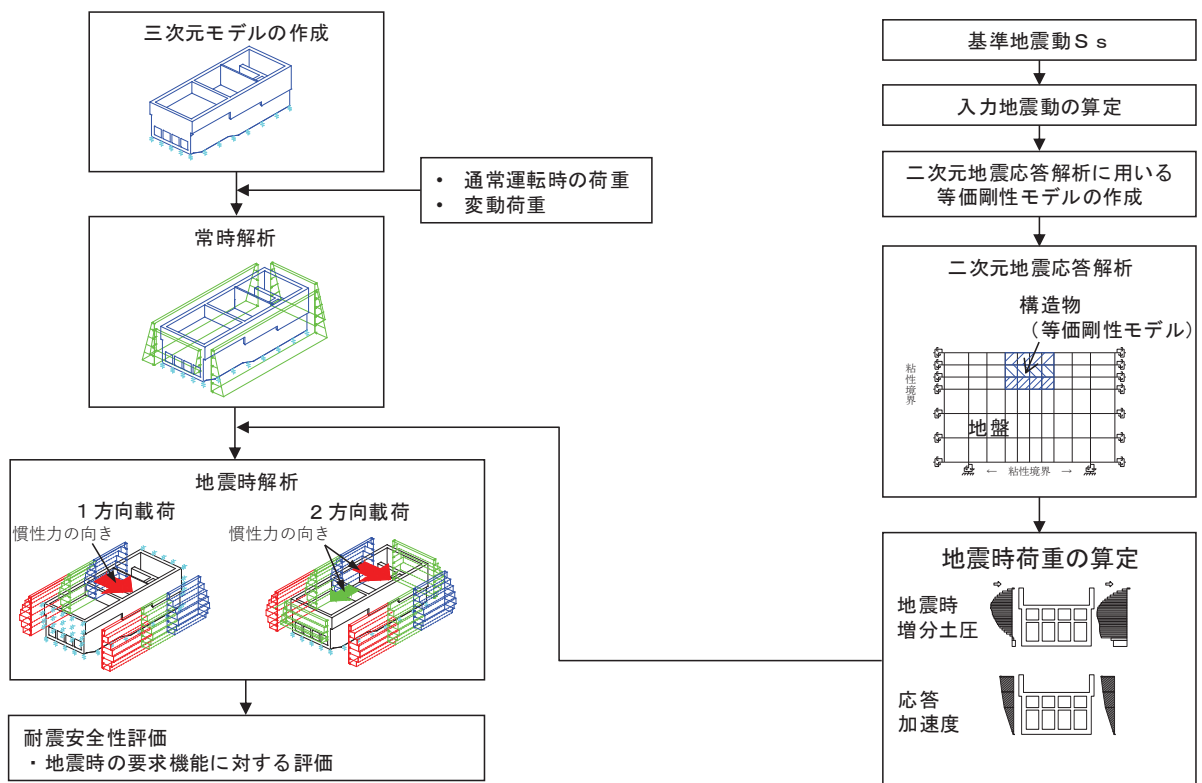 三次元モデルの作成
・ 通常運転時の荷重
・ 変動荷重
常時解析
地震時解析
1方向載荷
慣性力の向き
2方向載荷
慣性力の向き
耐震安全性評価
・地震時の要求機能に対する評価
基準地震動Ss
入力地震動の算定
二次元地震応答解析に用いる
等価剛性モデルの作成
二次元地震応答解析
構造物
(等価剛性モデル)
粘性境界
地盤
← 粘性境界 →
地震時荷重の算定
地震時
増分土圧
応答
加速度